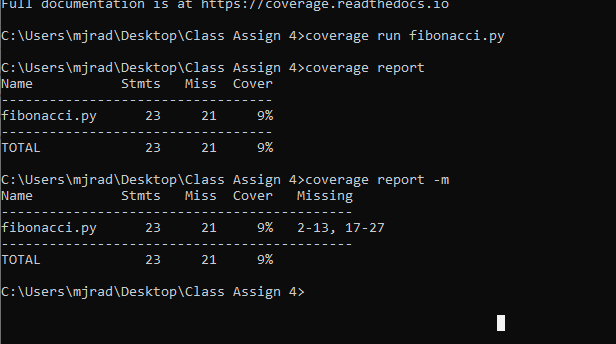 Full documentation is at https://coverage.readthedocs.io
C:\Users\mjrad\Desktop\Class Assign 4>coverage run fibonacci.py
C:\Users\mjrad\Desktop\Class Assign 4>coverage report
Name           Stmts   Miss  Cover
----------------------------------
fibonacci.py      23     21     9%
----------------------------------
TOTAL             23     21     9%
C:\Users\mjrad\Desktop\Class Assign 4>coverage report -m
Name           Stmts   Miss  Cover   Missing
--------------------------------------------
fibonacci.py      23     21     9%   2-13, 17-27
--------------------------------------------
TOTAL             23     21     9%
C:\Users\mjrad\Desktop\Class Assign 4>